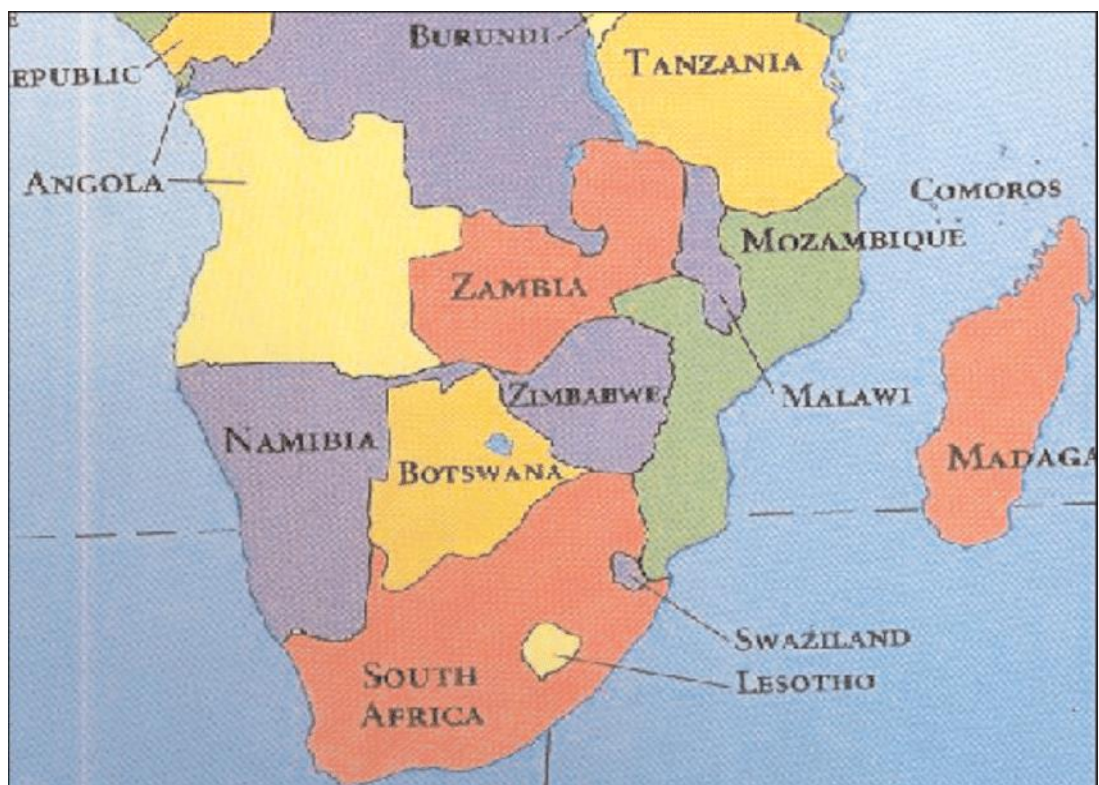 E
BURUNDI
TANZANIA
EPUBLIC
ANGOLA
COMOROS
MOZAMBIQUE
ZAMBIA
ZIMBABWE
MALAWI
NAMIBIA
BOTSWANA
MADAGA
SWAZILAND
LESOTHO
SOUTH
AFRICA